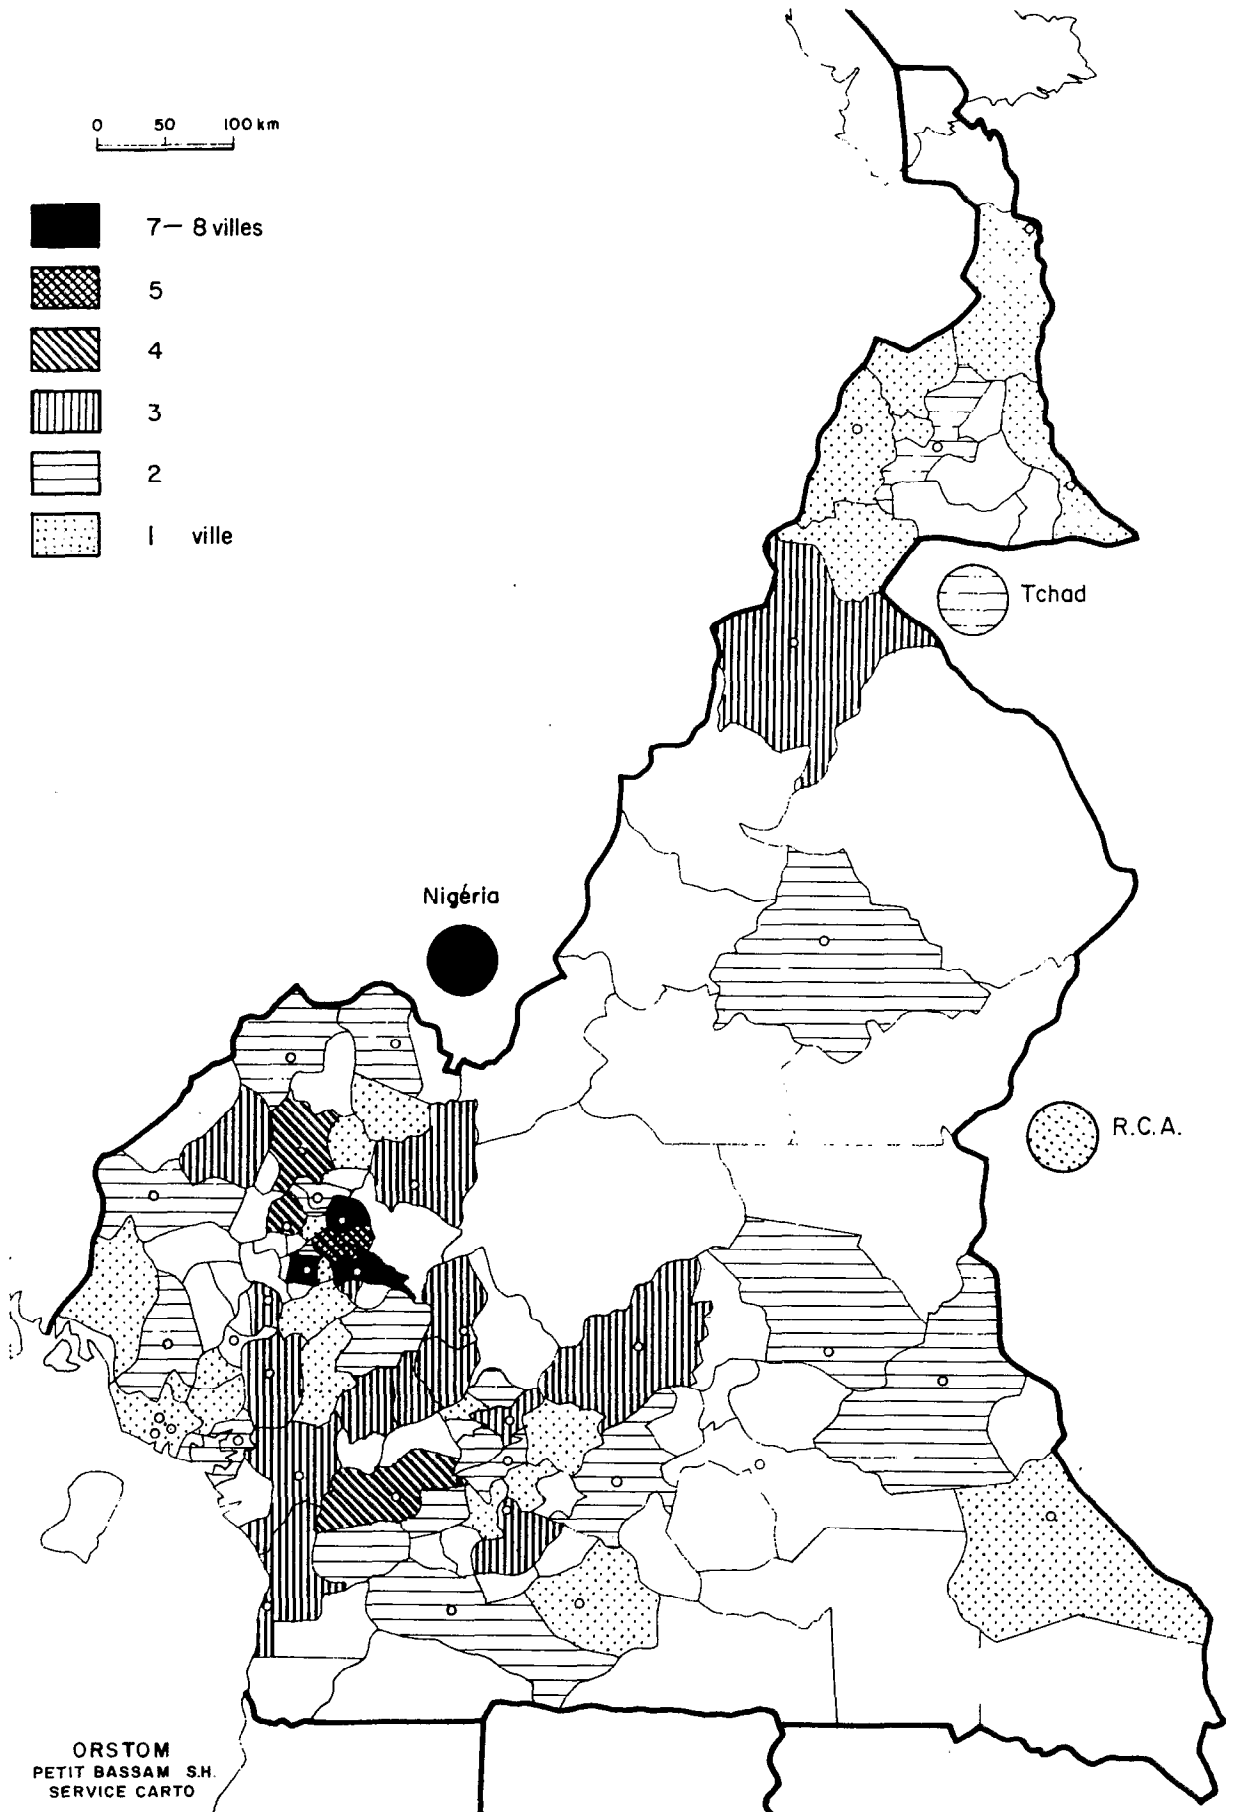 0 50 100 km
7 – 8 villes
5
4
3
2
1 ville
Tchad
Nigéria
R.C.A.
ORSTOM
PETIT BASSAM S.H.
SERVICE CARTO